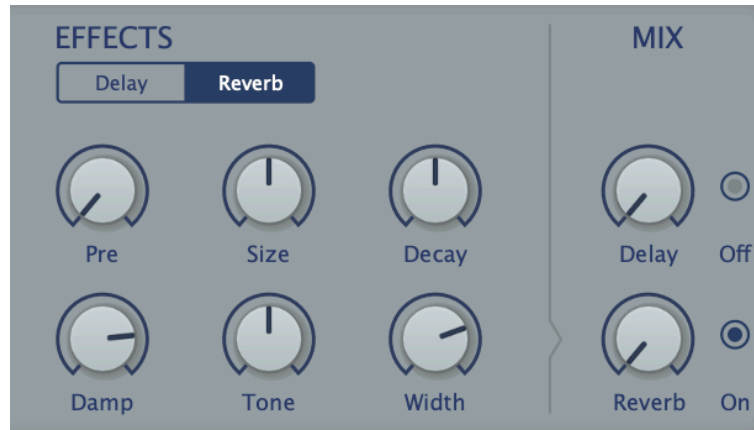 EFFECTS
MIX
Delay
Reverb
Pre
Size
Decay
Delay
Off
Damp
Tone
Width
Reverb
On